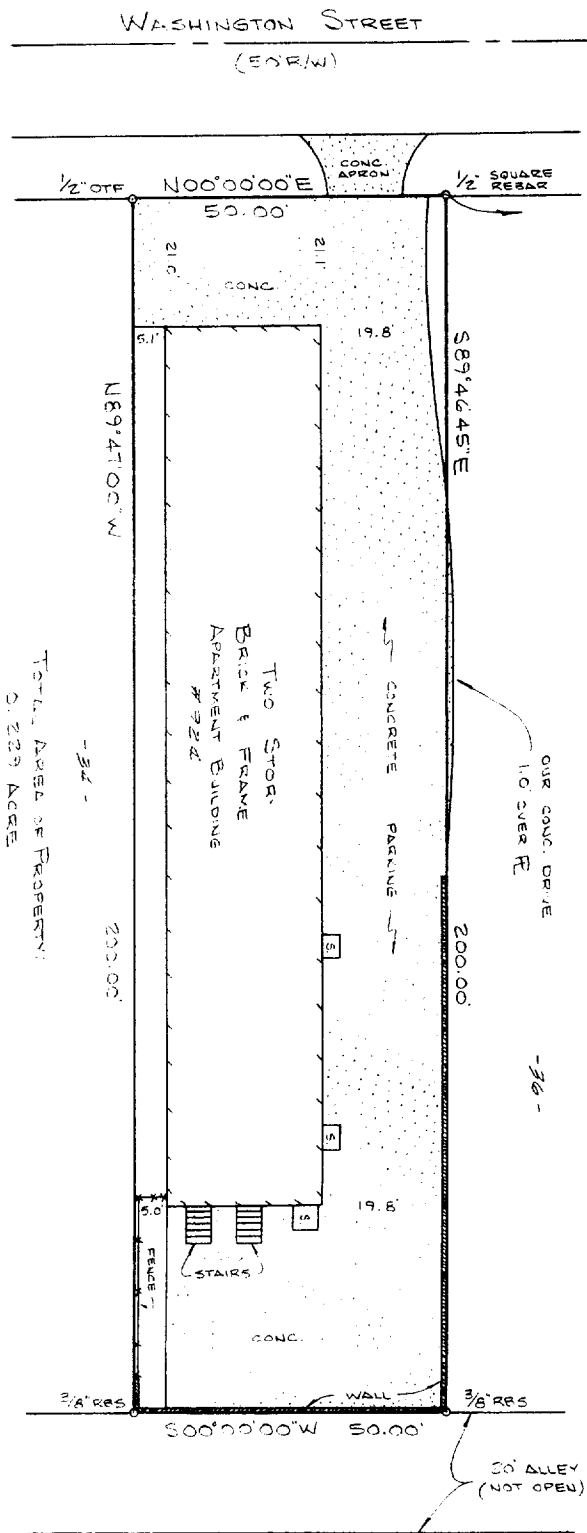 WASHINGTON STREET
(50' R/W)
CONC.
APRON
1/2" OTF
N00°00'00"E
1/2" SQUARE
REBAR
50.00'
21.0'
21.1'
CONC.
5.1'
19.8'
N89°47'00"W
S89°46'45"E
TWO STOR.
BRICK & FRAME
APARTMENT BUILDING
CONCRETE PARKING
OUR CONC. DRIVE
1.0' OVER PL
TOTAL AREA OF PROPERTY:
ACRE
200.00'
200.00'
S.
S.
-36-
5.0'
S.
19.8'
FENCE
STAIRS
CONC.
WALL
3/8" RBS
3/8" RBS
S00°00'00"W
50.00'
20' ALLEY
(NOT OPEN)